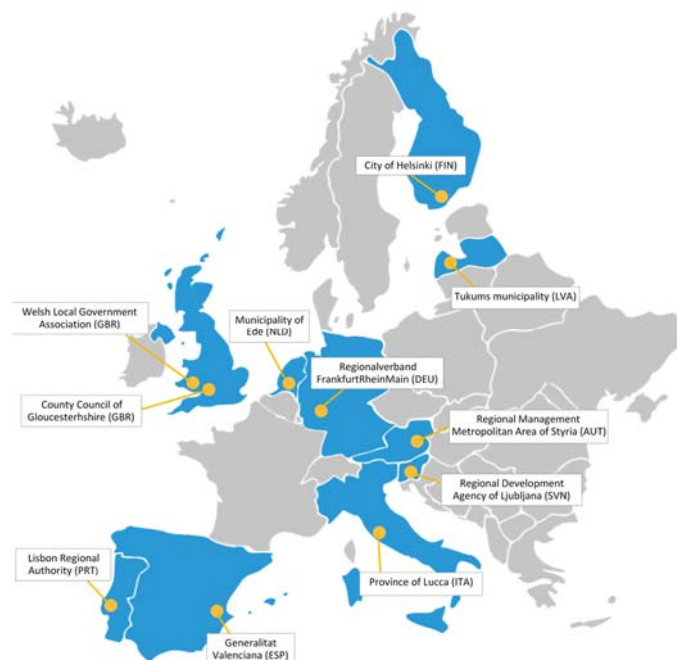 City of Helsinki (FIN)
Tukums municipality (LVA)
Welsh Local Government
Association (GBR)
Municipality of
Ede (NLD)
Regionalverband
FrankfurtRheinMain (DEU)
County Council of
Gloucesterhshire (GBR)
Regional Management
Metropolitan Area of Styria (AUT)
Regional Development
Agency of Ljubljana (SVN)
Lisbon Regional
Authority (PRT)
Province of Lucca (ITA)
Generalitat
Valenciana (ESP)